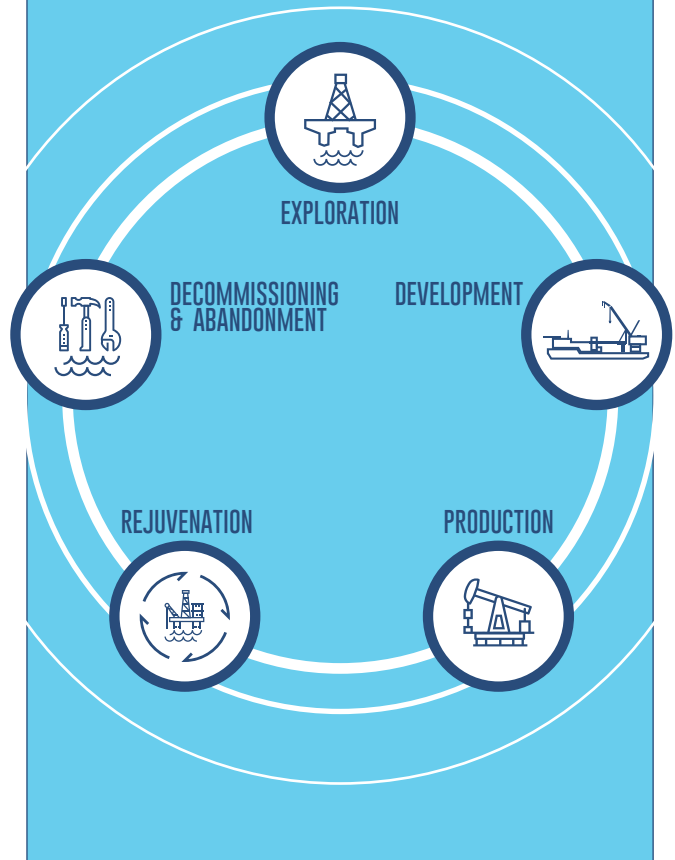 EXPLORATION
DECOMMISSIONING
& ABANDONMENT
DEVELOPMENT
REJUVENATION
PRODUCTION